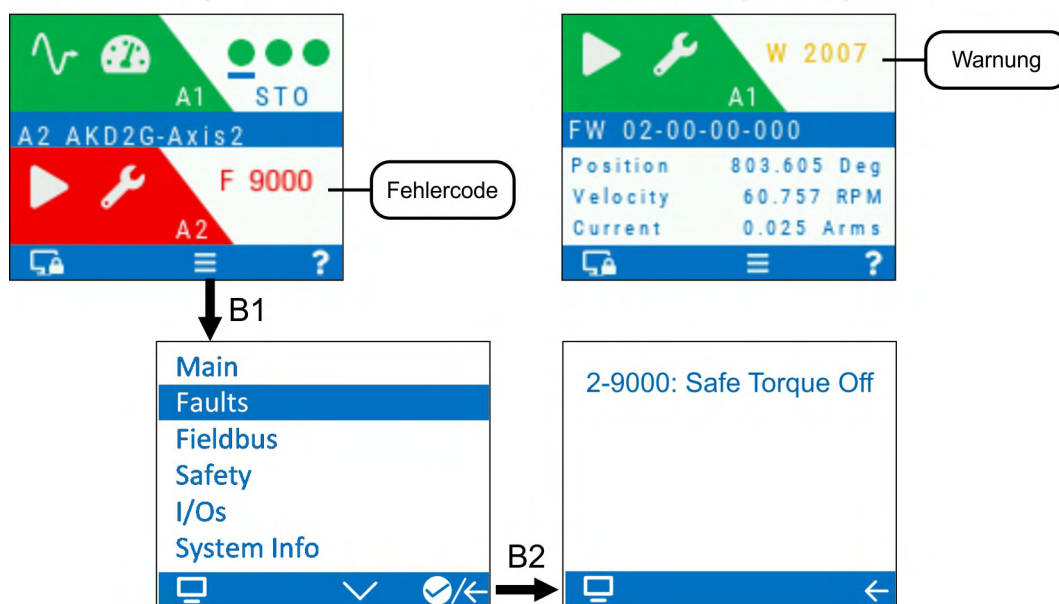 A1
STO
A2 AKD2G-Axis2
F 9000
A2
?
Fehlercode
W 2007
A1
FW 02-00-00-000
Position 803.605 Deg
Velocity 60.757 RPM
Current 0.025 Arms
?
Warnung
B1
Main
Faults
Fieldbus
Safety
I/Os
System Info
/
B2
2-9000: Safe Torque Off